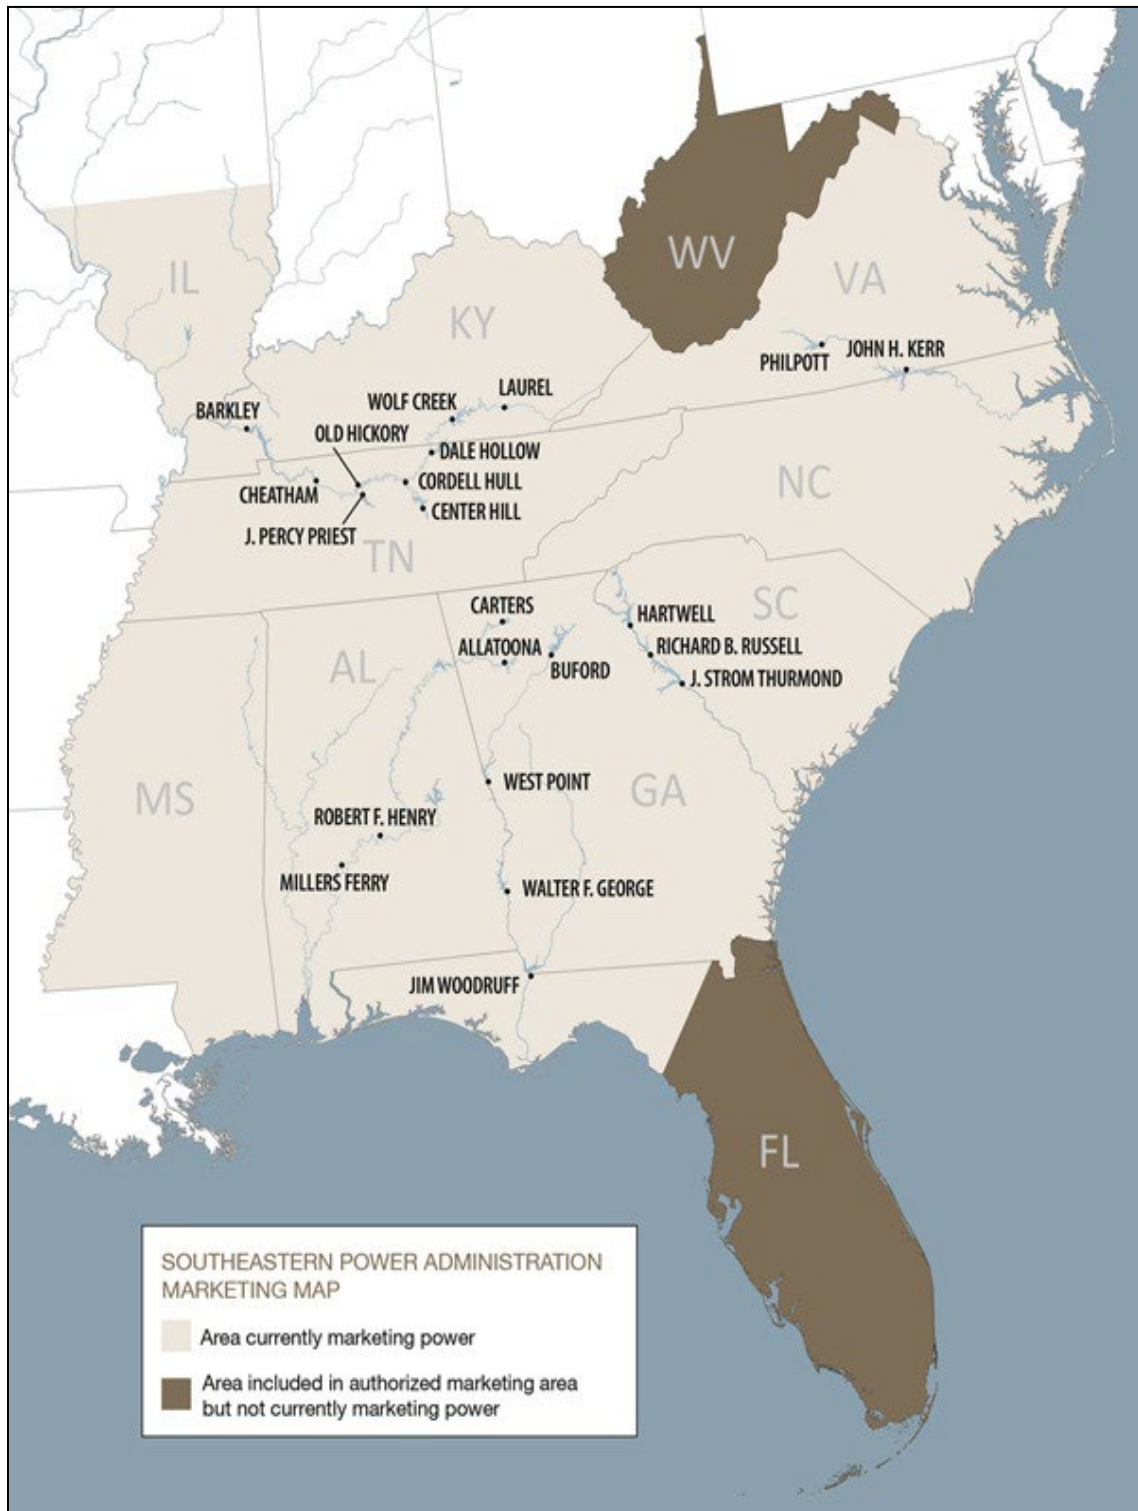 WV
IL
VA
KY
PHILPOTT
JOHN H. KERR
LAUREL
WOLF CREEK
BARKLEY
OLD HICKORY
DALE HOLLOW
CORDELL HULL
NC
CHEATHAM
CENTER HILL
J. PERCY PRIEST
TN
CARTERS
SC
HARTWELL
ALLATOONA
RICHARD B. RUSSELL
AL
BUFORD
J. STROM THURMOND
WEST POINT
MS
GA
ROBERT F. HENRY
MILLERS FERRY
WALTER F. GEORGE
JIM WOODRUFF
FL
SOUTHEASTERN POWER ADMINISTRATION
MARKETING MAP
Area currently marketing power
Area included in authorized marketing area
but not currently marketing power